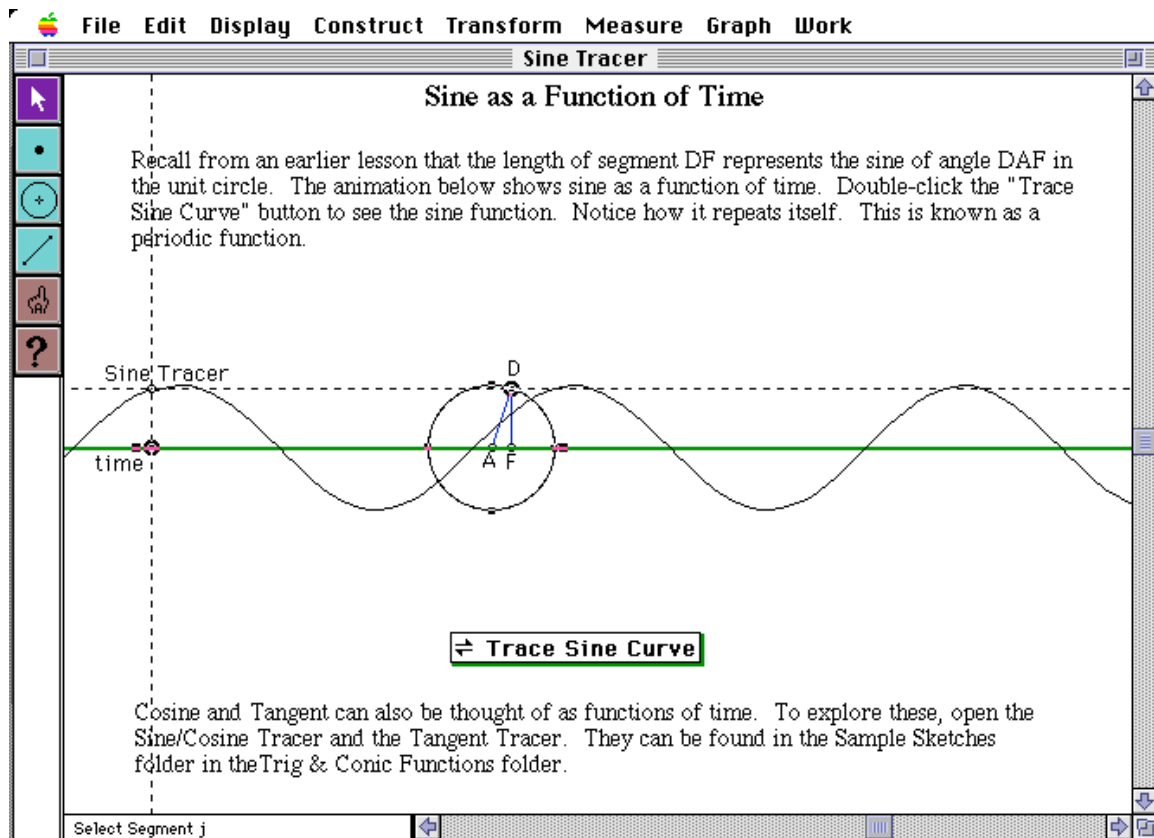 File Edit Display Construct Transform Measure Graph Work
Sine Tracer
Sine as a Function of Time
Recall from an earlier lesson that the length of segment DF represents the sine of angle DAF in
the unit circle. The animation below shows sine as a function of time. Double-click the "Trace
Sine Curve" button to see the sine function. Notice how it repeats itself. This is known as a
periodic function.
A
?
D
Sine Tracer
time
A F
⇌ Trace Sine Curve
Cosine and Tangent can also be thought of as functions of time. To explore these, open the
Sine/Cosine Tracer and the Tangent Tracer. They can be found in the Sample Sketches
folder in theTrig & Conic Functions folder.
Select Segment j